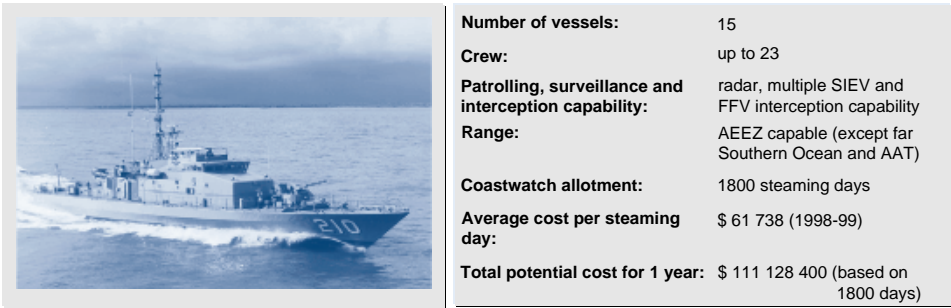 210
Number of vessels: 15
Crew: up to 23
Patrolling, surveillance and radar, multiple SIEV and
interception capability: FFV interception capability
Range: AEEZ capable (except far
Southern Ocean and AAT)
Coastwatch allotment: 1800 steaming days
Average cost per steaming $ 61 738 (1998-99)
day:
Total potential cost for 1 year: $ 111 128 400 (based on
1800 days)